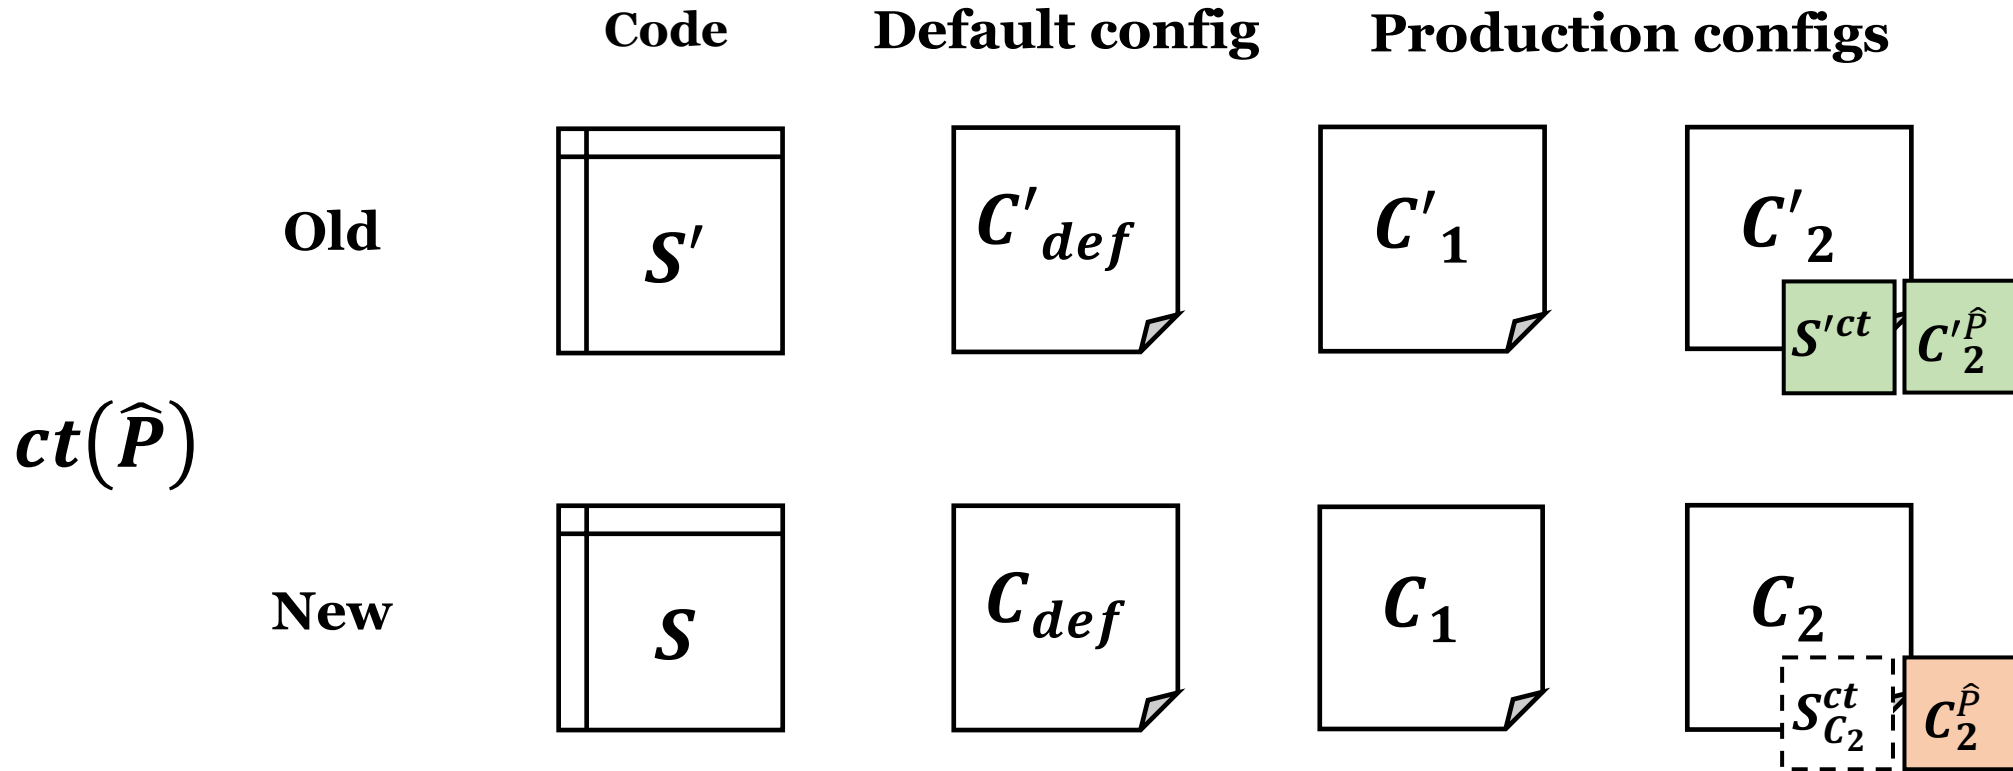 Code Default config Production configs
Old S′ C′def C′1 C′2
S′ct C′2P̂
ct(P̂)
New S Cdef C1 C2
SctC2 C2P̂